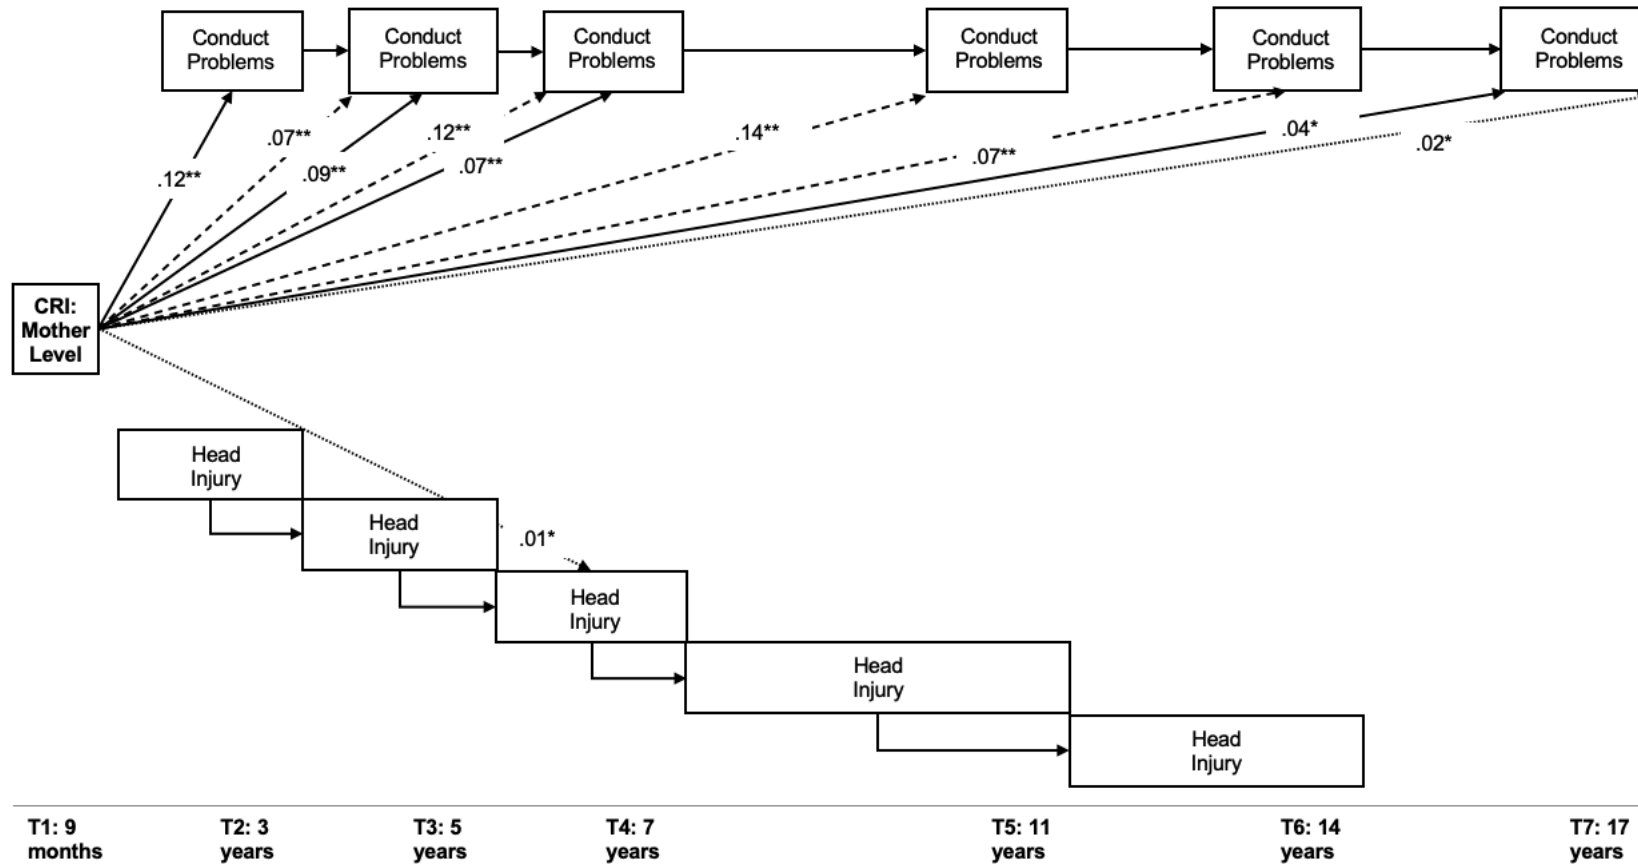 Conduct
Problems
Conduct
Problems
Conduct
Problems
Conduct
Problems
Conduct
Problems
Conduct
Problems
.12**
.07**
.09**
.12**
.07**
.14**
.07**
.04*
.02*
CRI:
Mother
Level
Head
Injury
Head
Injury
.01*
Head
Injury
Head
Injury
Head
Injury
T1: 9
months
T2: 3
years
T3: 5
years
T4: 7
years
T5: 11
years
T6: 14
years
T7: 17
years